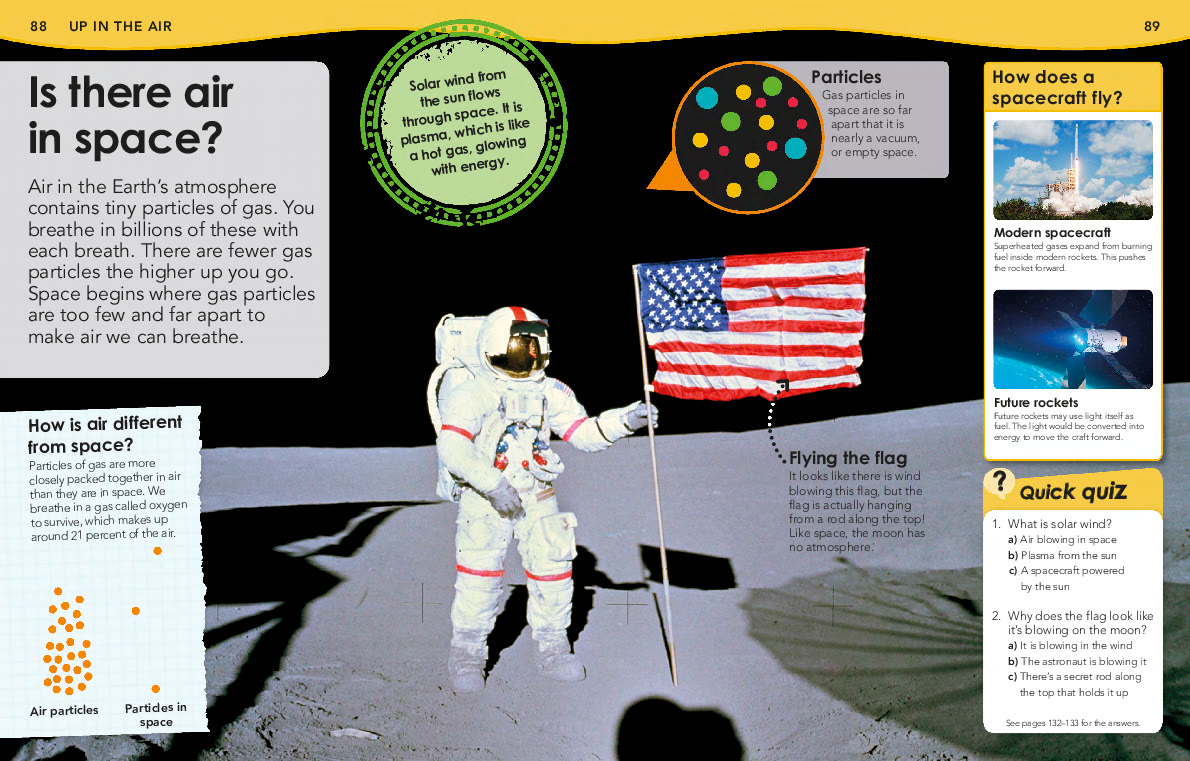 88 UP IN THE AIR
89
Is there air
in space?
Air in the Earth's atmosphere
contains tiny particles of gas. You
breathe in billions of these with
each breath. There are fewer gas
particles the higher up you go.
Space begins where gas particles
are too few and far apart to
make air we can breathe.
Solar wind from
the sun flows
through space. It is
plasma, which is like
a hot gas, glowing
with energy.
Particles
Gas particles in
space are so far
apart that it is
nearly a vacuum,
or empty space.
How is air different
from space?
Particles of gas are more
closely packed together in air
than they are in space. We
breathe in a gas called oxygen
to survive, which makes up
around 21 percent of the air.
Air particles
Particles in
space
Flying the flag
It looks like there is wind
blowing this flag, but the
flag is actually hanging
from a rod along the top!
Like space, the moon has
no atmosphere.
How does a
spacecraft fly?
Modern spacecraft
Superheated gases expand from burning
fuel inside modern rockets. This pushes
the rocket forward.
Future rockets
Future rockets may use light itself as
fuel. The light would be converted into
energy to move the craft forward.
? Quick quiz
1. What is solar wind?
a) Air blowing in space
b) Plasma from the sun
c) A spacecraft powered
by the sun
2. Why does the flag look like
it's blowing on the moon?
a) It is blowing in the wind
b) The astronaut is blowing it
c) There's a secret rod along
the top that holds it up
See pages 132–133 for the answers.